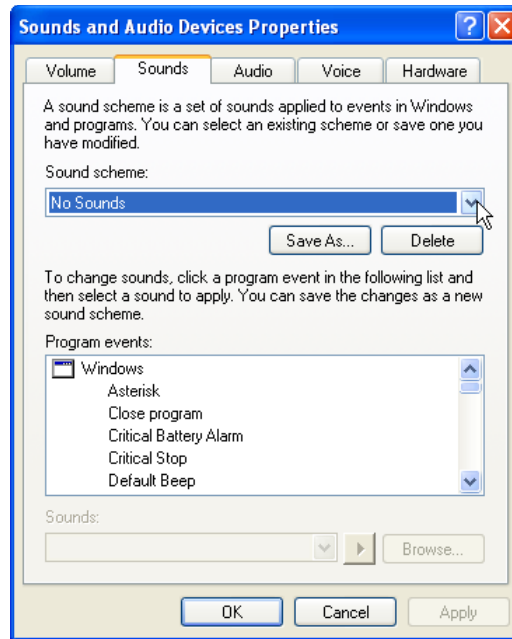 Sounds and Audio Devices Properties
Volume Sounds Audio Voice Hardware
A sound scheme is a set of sounds applied to events in Windows
and programs. You can select an existing scheme or save one you
have modified.
Sound scheme:
No Sounds
Save As... Delete
To change sounds, click a program event in the following list and
then select a sound to apply. You can save the changes as a new
sound scheme.
Program events:
Windows
Asterisk
Close program
Critical Battery Alarm
Critical Stop
Default Beep
Sounds:
Browse...
OK Cancel Apply